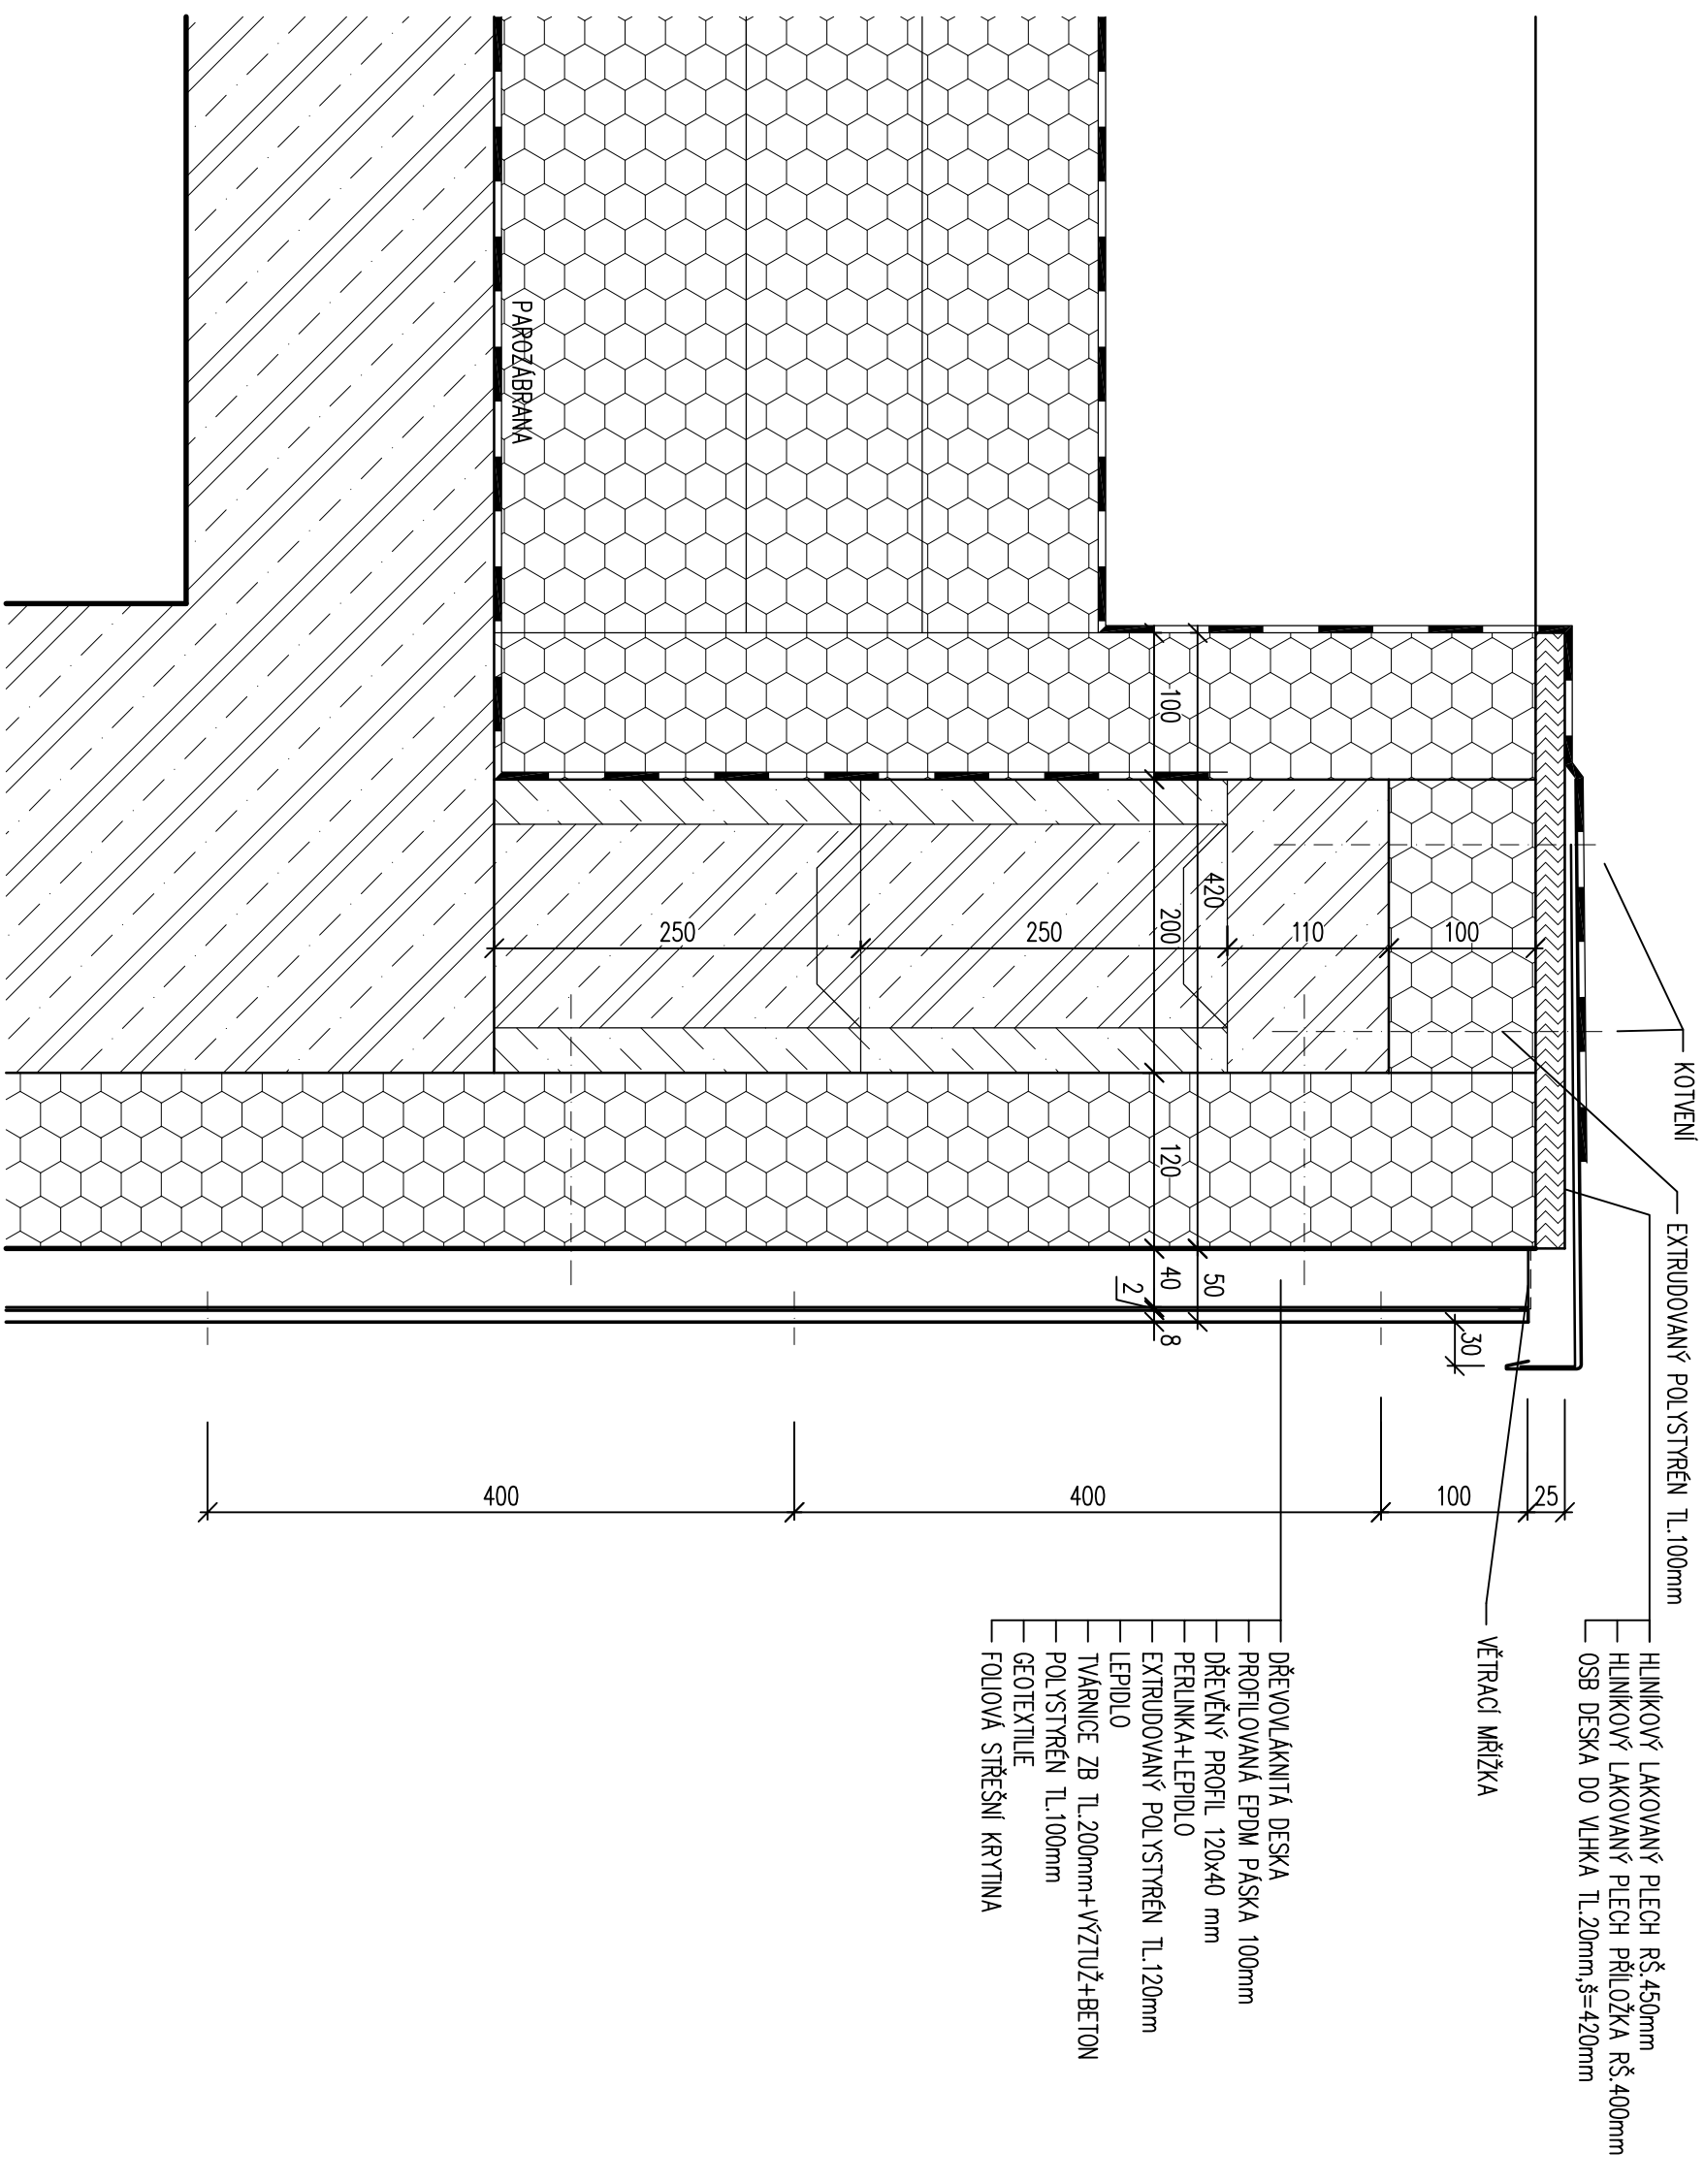 KOTVENÍ
EXTRUDOVANÝ POLYSTYRÉN TL.100mm
HLINÍKOVÝ LAKOVANÝ PLECH RŠ.450mm
HLINÍKOVÝ LAKOVANÝ PLECH PŘÍLOŽKA RŠ.400mm
OSB DESKA DO VLHKA TL.20mm,š=420mm
VĚTRACÍ MŘÍŽKA
25
100
400
400
30
100
110
250
250
420
50
100
200
120
40
2
8
DŘEVOVLÁKNITÁ DESKA
PROFILOVANÁ EPDM PÁSKA 100mm
DŘEVĚNÝ PROFIL 120x40 mm
PERLINKA+LEPIDLO
EXTRUDOVANÝ POLYSTYRÉN TL.120mm
LEPIDLO
TVÁRNICE ZB TL.200mm+VÝZTUŽ+BETON
POLYSTYRÉN TL.100mm
GEOTEXTILIE
FOLIOVÁ STŘEŠNÍ KRYTINA
PAROZÁBRANA